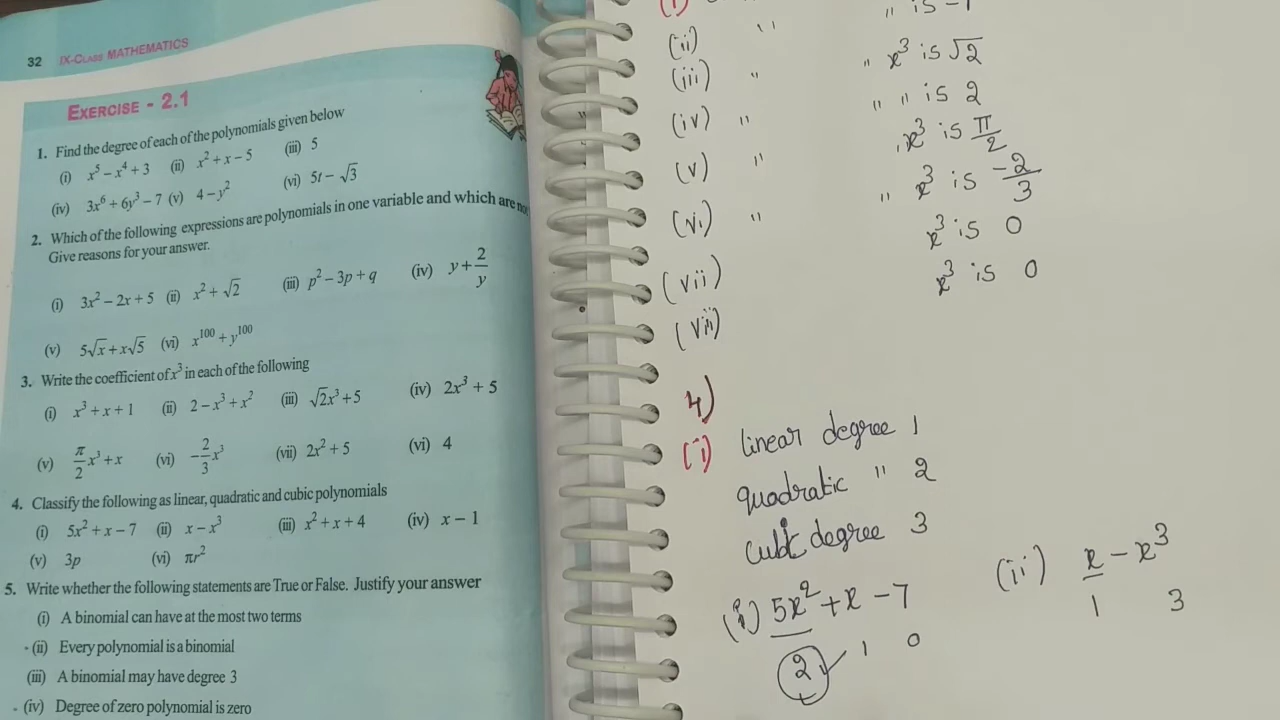 32 IX-CLASS MATHEMATICS
EXERCISE - 2.1
1. Find the degree of each of the polynomials given below
(i) x⁵ − x⁴ + 3 (ii) x² + x − 5 (iii) 5
(iv) 3x⁶ + 6y³ − 7 (v) 4 − y² (vi) 5t − √3
2. Which of the following expressions are polynomials in one variable and which are not
Give reasons for your answer.
(i) 3x² − 2x + 5 (ii) x² + √2 (iii) p² − 3p + q (iv) y + 2/y
(v) 5√x + x√5 (vi) x¹⁰⁰ + y¹⁰⁰
3. Write the coefficient of x³ in each of the following
(i) x³ + x + 1 (ii) 2 − x³ + x² (iii) √2x³ + 5 (iv) 2x³ + 5
(v) π/2 x³ + x (vi) −2/3 x³ (vii) 2x² + 5 (vi) 4
4. Classify the following as linear, quadratic and cubic polynomials
(i) 5x² + x − 7 (ii) x − x³ (iii) x² + x + 4 (iv) x − 1
(v) 3p (vi) πr²
5. Write whether the following statements are True or False. Justify your answer
(i) A binomial can have at the most two terms
(ii) Every polynomial is a binomial
(iii) A binomial may have degree 3
(iv) Degree of zero polynomial is zero
(i) " is -1
(ii) " " x³ is √2
(iii) " " " is 2
(iv) " x³ is π/2
(v) " " x³ is -2/3
(vi) " x³ is 0
(vii) x³ is 0
(viii)
4)
(i) linear degree 1
quadratic " 2
cubic degree 3
(i) 5x² + x − 7 (ii) x − x³
2 1 0 1 3